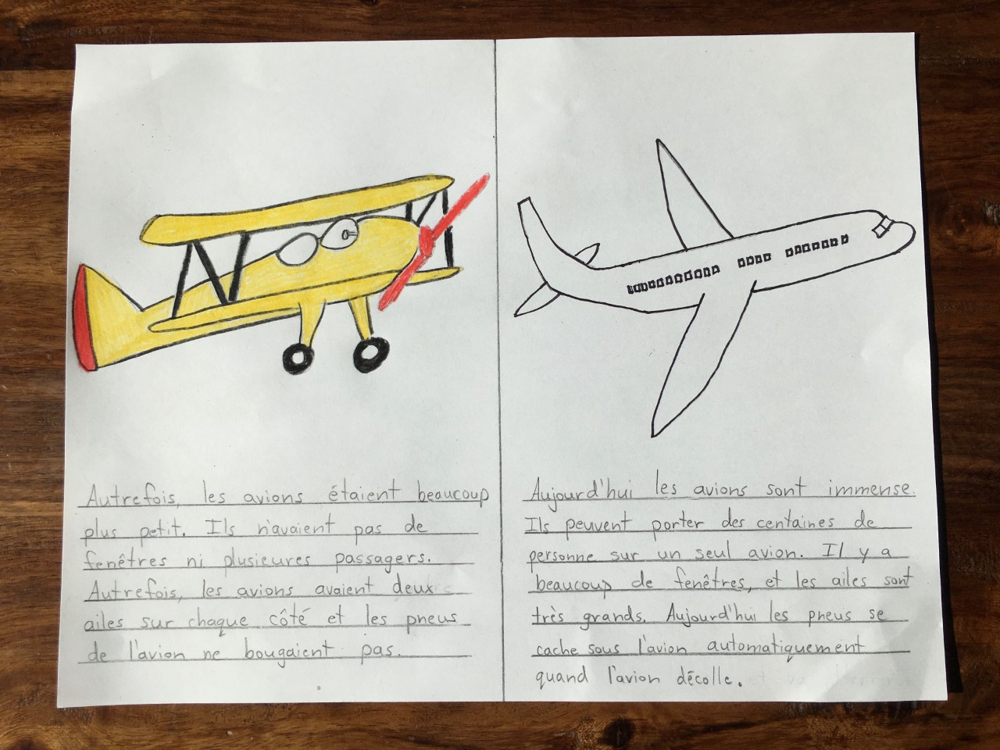 Autrefois, les avions étaient beaucoup
plus petit. Ils n'avaient pas de
fenêtres ni plusieures passagers.
Autrefois, les avions avaient deux
ailes sur chaque côté et les pneus
de l'avion ne bougaient pas.
Aujourd'hui les avions sont immense.
Ils peuvent porter des centaines de
personne sur un seul avion. Il y a
beaucoup de fenêtres, et les ailes sont
très grands. Aujourd'hui les pneus se
cache sous l'avion automatiquement
quand l'avion décolle.